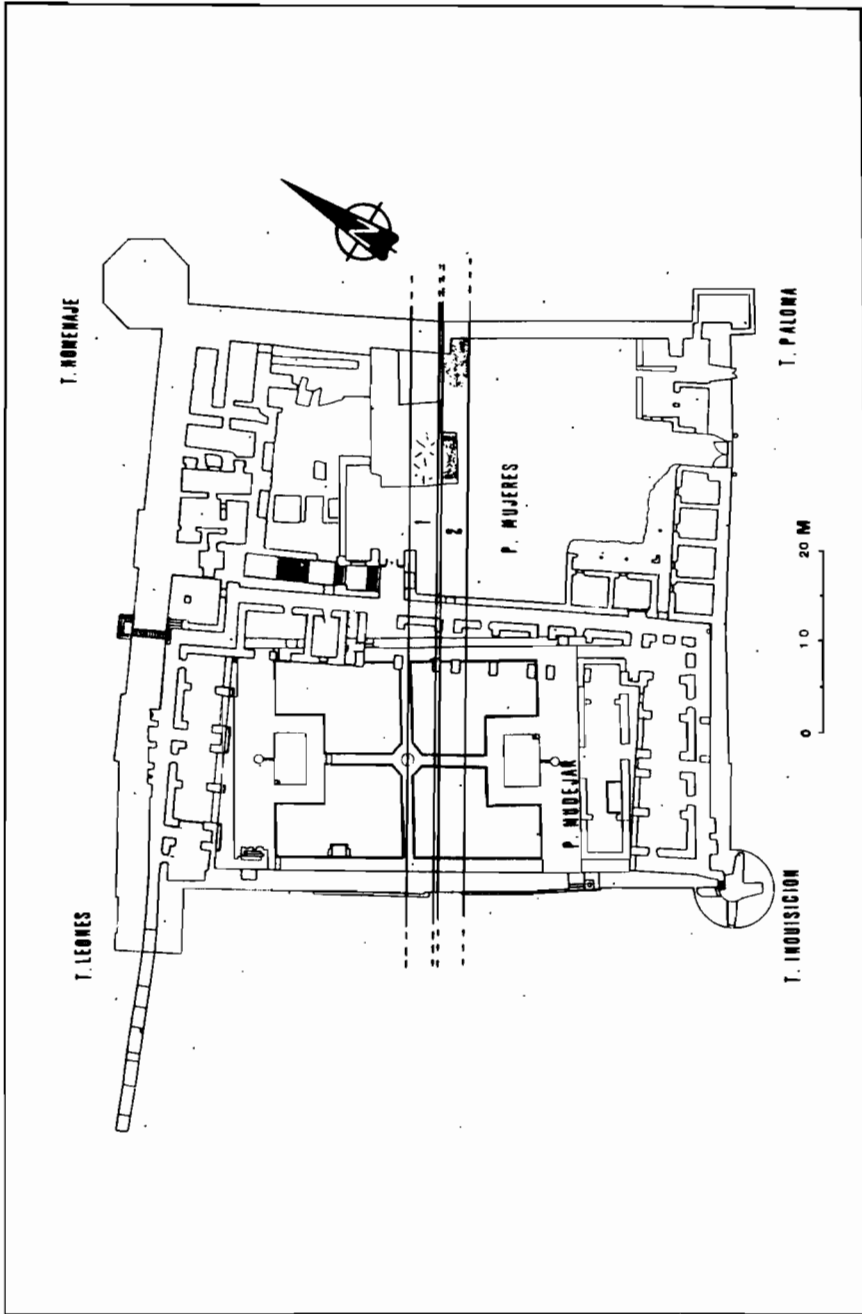 T. LEONES
T. HOMENAJE
N
1
2
P. MUJERES
P. MUDEJAR
T. INQUISICION
T. PALOMA
0 10 20 M